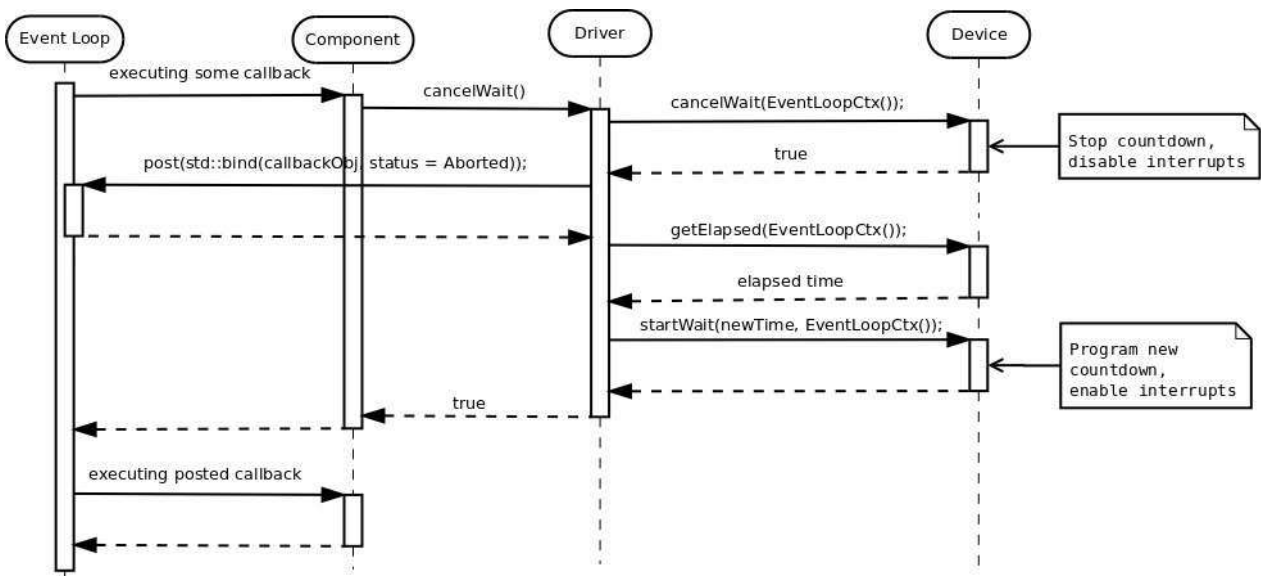 Event Loop
Component
Driver
Device
executing some callback
cancelWait()
cancelWait(EventLoopCtx());
Stop countdown,
disable interrupts
true
post(std::bind(callbackObj, status = Aborted));
getElapsed(EventLoopCtx());
elapsed time
startWait(newTime, EventLoopCtx());
Program new
countdown,
enable interrupts
true
executing posted callback